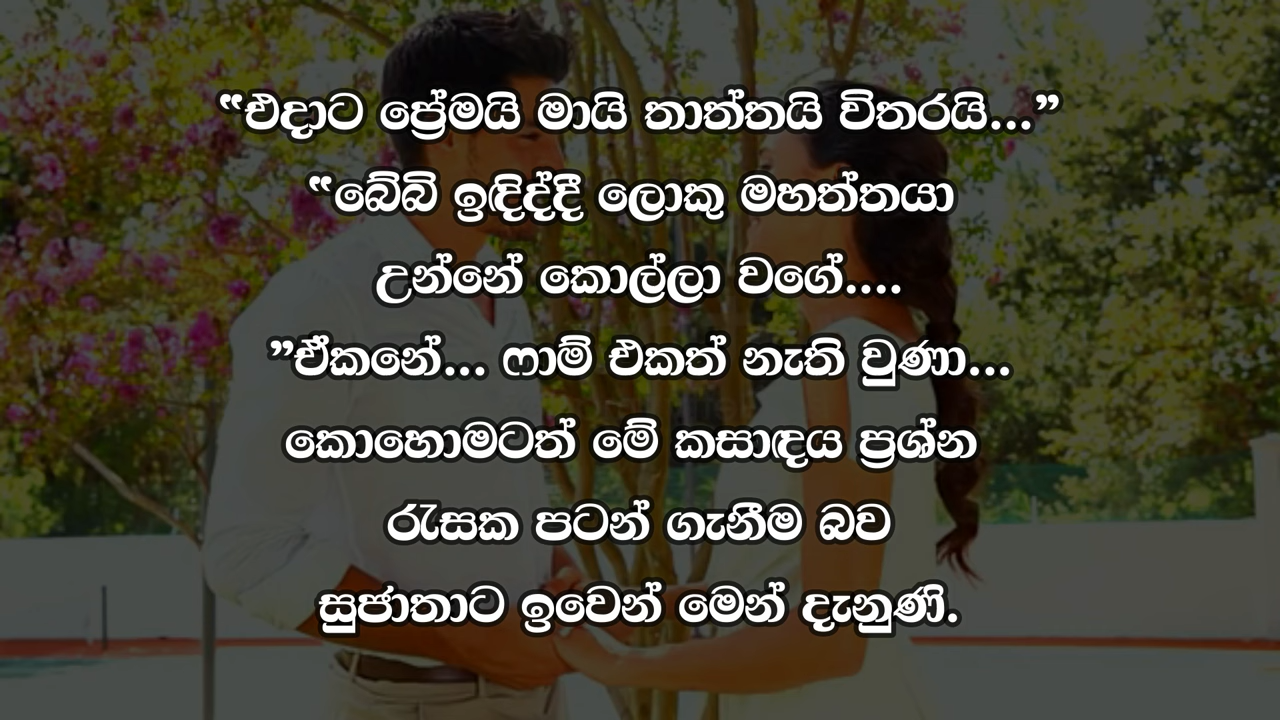 “එදාට ප්‍රේමයි මායි තාත්තයි විතරයි...”
“බේබි ඉඳිද්දී ලොකු මහත්තයා
උන්නේ කොල්ලා වගේ....
”ඒකනේ... ෆාම් එකත් නැති වුණා...
කොහොමටත් මේ කසාඳය ප්‍රශ්න
රැසක පටන් ගැනීම බව
සුජාතාට ඉවෙන් මෙන් දැනුණි.